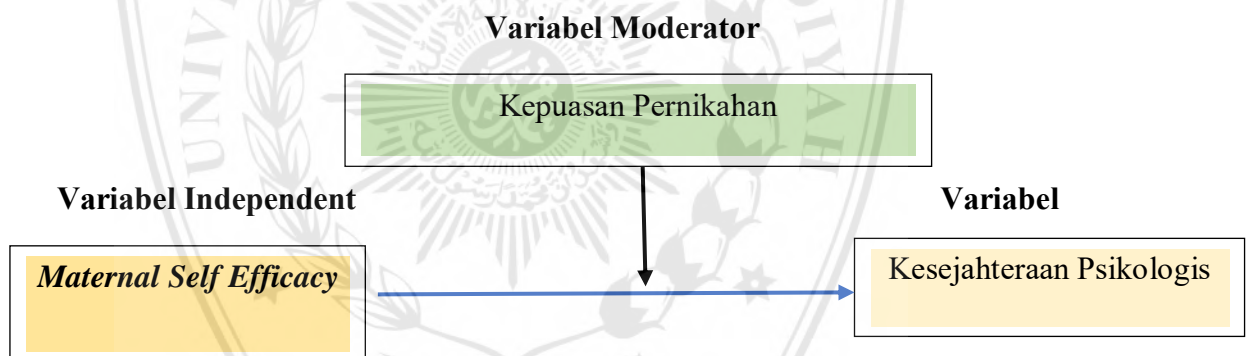 Variabel Moderator
Kepuasan Pernikahan
Variabel Independent
Variabel
Maternal Self Efficacy
Kesejahteraan Psikologis